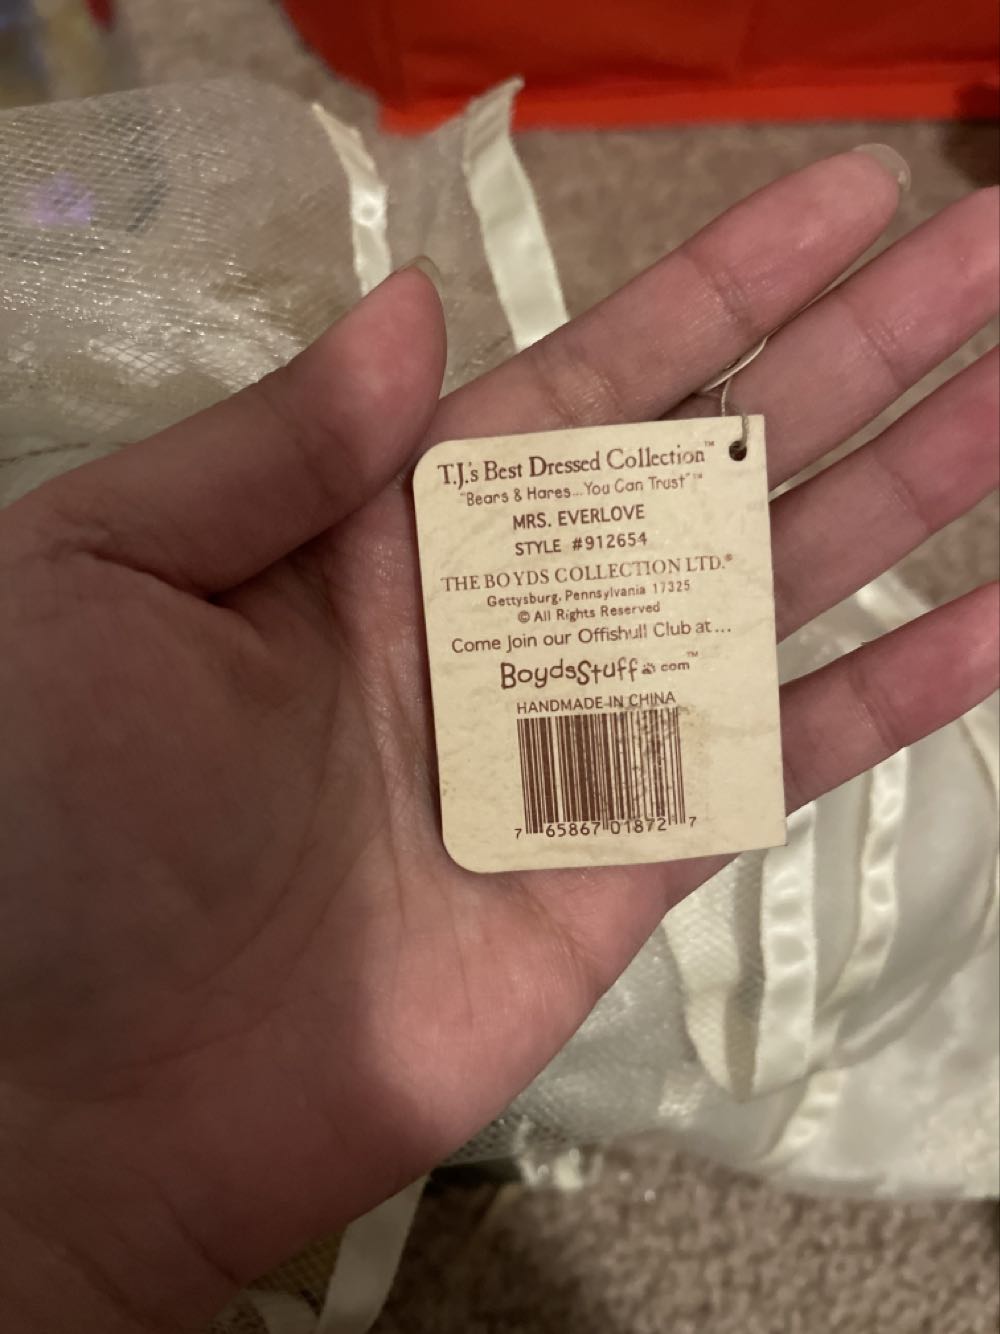 T.J.'s Best Dressed Collection™
"Bears & Hares...You Can Trust"™
MRS. EVERLOVE
STYLE #912654
THE BOYDS COLLECTION LTD.®
Gettysburg, Pennsylvania 17325
© All Rights Reserved
Come Join our Offishull Club at...
BoydsStuff.com™
HANDMADE IN CHINA
7 65867 01872 7